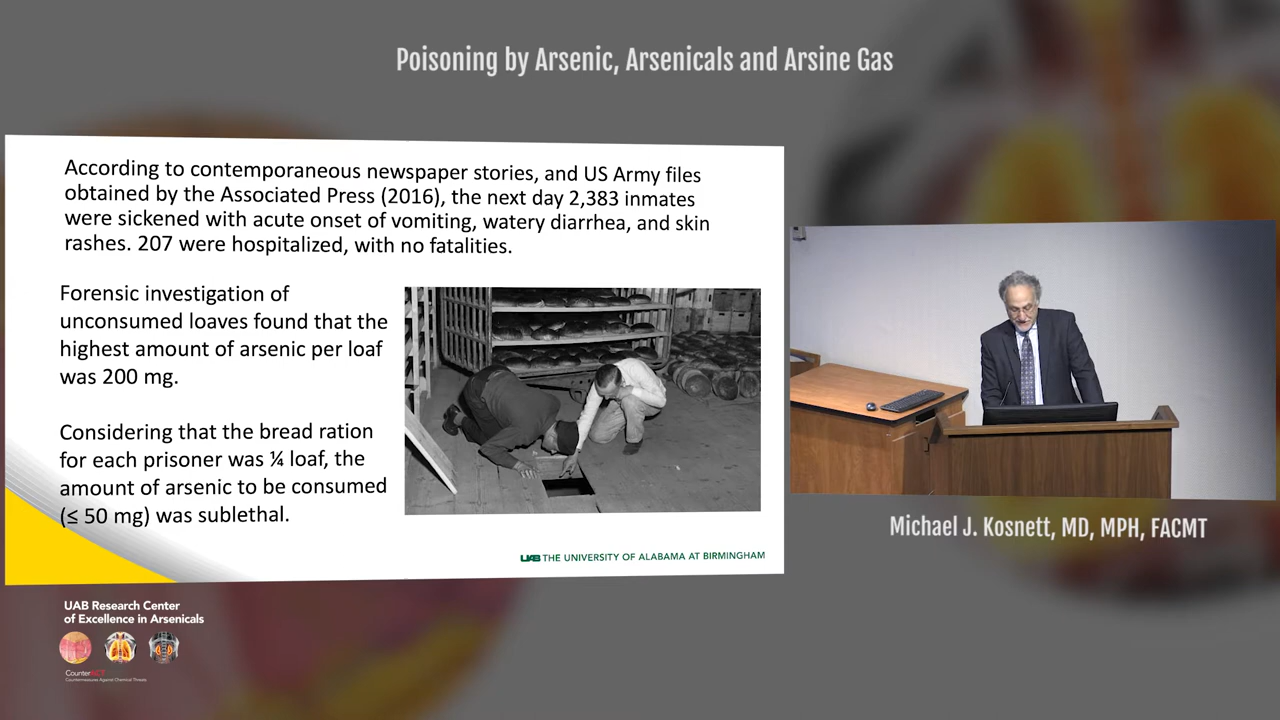 Poisoning by Arsenic, Arsenicals and Arsine Gas
According to contemporaneous newspaper stories, and US Army files
obtained by the Associated Press (2016), the next day 2,383 inmates
were sickened with acute onset of vomiting, watery diarrhea, and skin
rashes. 207 were hospitalized, with no fatalities.
Forensic investigation of
unconsumed loaves found that the
highest amount of arsenic per loaf
was 200 mg.
Considering that the bread ration
for each prisoner was ¼ loaf, the
amount of arsenic to be consumed
(≤ 50 mg) was sublethal.
UAB THE UNIVERSITY OF ALABAMA AT BIRMINGHAM
Michael J. Kosnett, MD, MPH, FACMT
UAB Research Center
of Excellence in Arsenicals
CounterACT
Countermeasures Against Chemical Threats